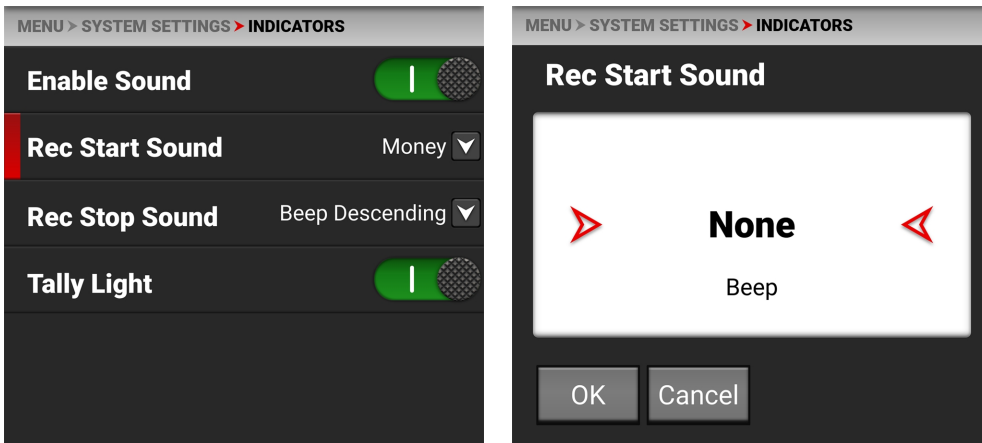 MENU > SYSTEM SETTINGS > INDICATORS
Enable Sound
Rec Start Sound Money
Rec Stop Sound Beep Descending
Tally Light
MENU > SYSTEM SETTINGS > INDICATORS
Rec Start Sound
None
Beep
OK Cancel